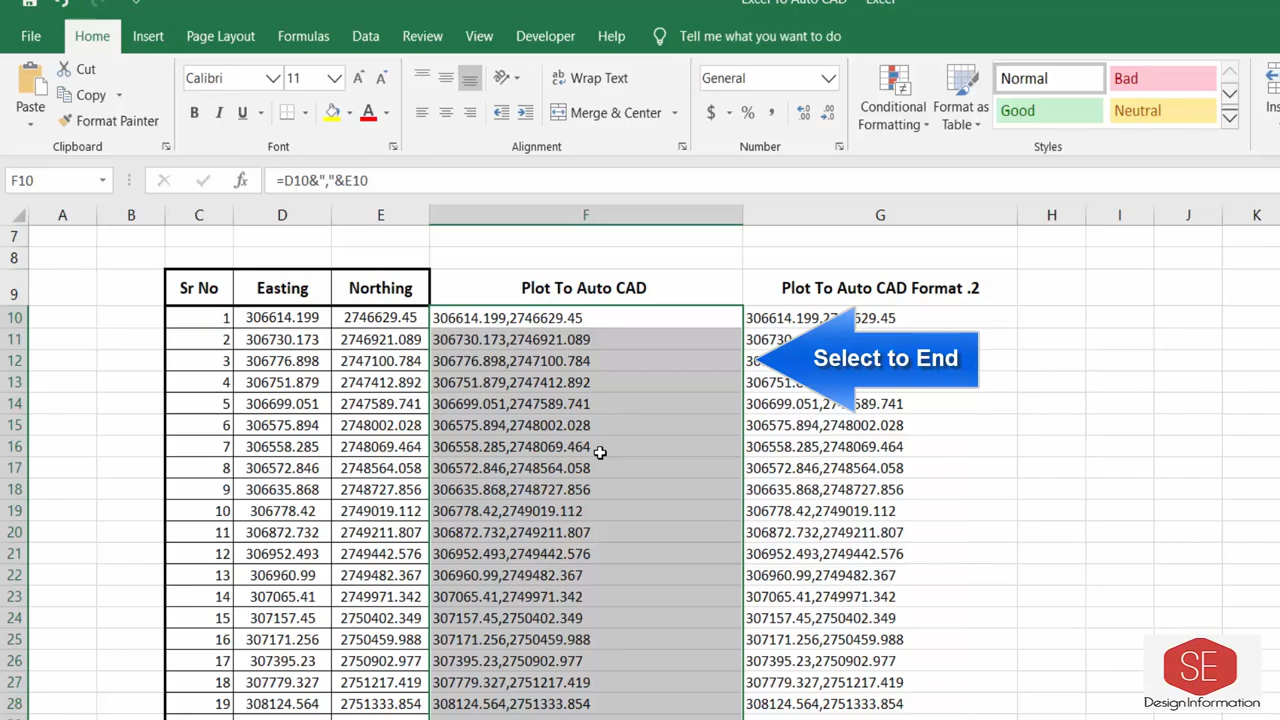 Excel To Auto CAD - Excel
File Home Insert Page Layout Formulas Data Review View Developer Help Tell me what you want to do
Paste Cut Copy Format Painter
Calibri 11
B I U A
Wrap Text
Merge & Center
General
$ % ,
Conditional Formatting
Format as Table
Normal Bad
Good Neutral
Clipboard Font Alignment Number Styles
F10 fx =D10&","&E10
A B C D E F G H I J K
7
8
9 Sr No Easting Northing Plot To Auto CAD Plot To Auto CAD Format .2
10 1 306614.199 2746629.45 306614.199,2746629.45
11 2 306730.173 2746921.089 306730.173,2746921.089
12 3 306776.898 2747100.784 306776.898,2747100.784
13 4 306751.879 2747412.892 306751.879,2747412.892
14 5 306699.051 2747589.741 306699.051,2747589.741
15 6 306575.894 2748002.028 306575.894,2748002.028 306575.894,2748002.028
16 7 306558.285 2748069.464 306558.285,2748069.464 306558.285,2748069.464
17 8 306572.846 2748564.058 306572.846,2748564.058 306572.846,2748564.058
18 9 306635.868 2748727.856 306635.868,2748727.856 306635.868,2748727.856
19 10 306778.42 2749019.112 306778.42,2749019.112 306778.42,2749019.112
20 11 306872.732 2749211.807 306872.732,2749211.807 306872.732,2749211.807
21 12 306952.493 2749442.576 306952.493,2749442.576 306952.493,2749442.576
22 13 306960.99 2749482.367 306960.99,2749482.367 306960.99,2749482.367
23 14 307065.41 2749971.342 307065.41,2749971.342 307065.41,2749971.342
24 15 307157.45 2750402.349 307157.45,2750402.349 307157.45,2750402.349
25 16 307171.256 2750459.988 307171.256,2750459.988 307171.256,2750459.988
26 17 307395.23 2750902.977 307395.23,2750902.977 307395.23,2750902.977
27 18 307779.327 2751217.419 307779.327,2751217.419 307779.327,2751217.419
28 19 308124.564 2751333.854 308124.564,2751333.854 308124.564,2751333.854
Select to End
SE
Design Information